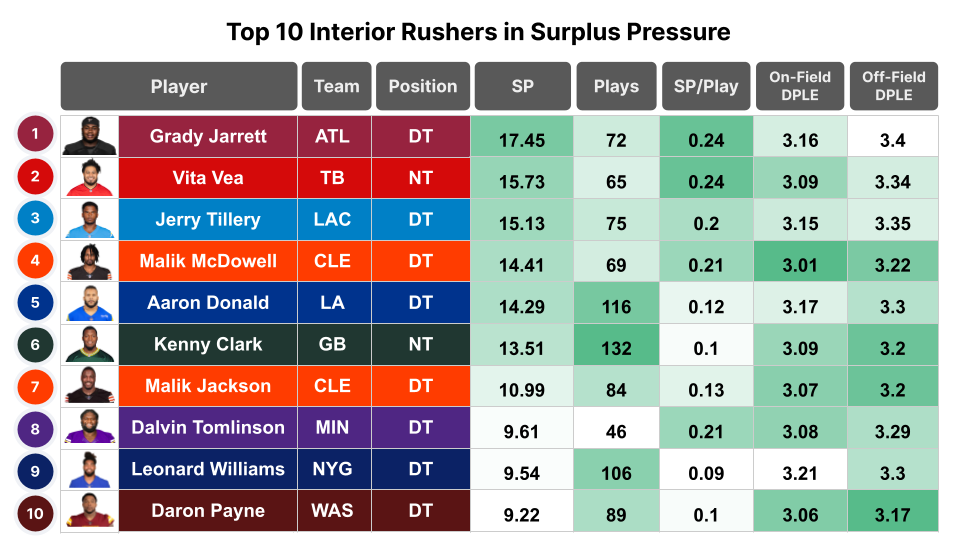 Top 10 Interior Rushers in Surplus Pressure
Player Team Position SP Plays SP/Play On-Field DPLE Off-Field DPLE
1 Grady Jarrett ATL DT 17.45 72 0.24 3.16 3.4
2 Vita Vea TB NT 15.73 65 0.24 3.09 3.34
3 Jerry Tillery LAC DT 15.13 75 0.2 3.15 3.35
4 Malik McDowell CLE DT 14.41 69 0.21 3.01 3.22
5 Aaron Donald LA DT 14.29 116 0.12 3.17 3.3
6 Kenny Clark GB NT 13.51 132 0.1 3.09 3.2
7 Malik Jackson CLE DT 10.99 84 0.13 3.07 3.2
8 Dalvin Tomlinson MIN DT 9.61 46 0.21 3.08 3.29
9 Leonard Williams NYG DT 9.54 106 0.09 3.21 3.3
10 Daron Payne WAS DT 9.22 89 0.1 3.06 3.17